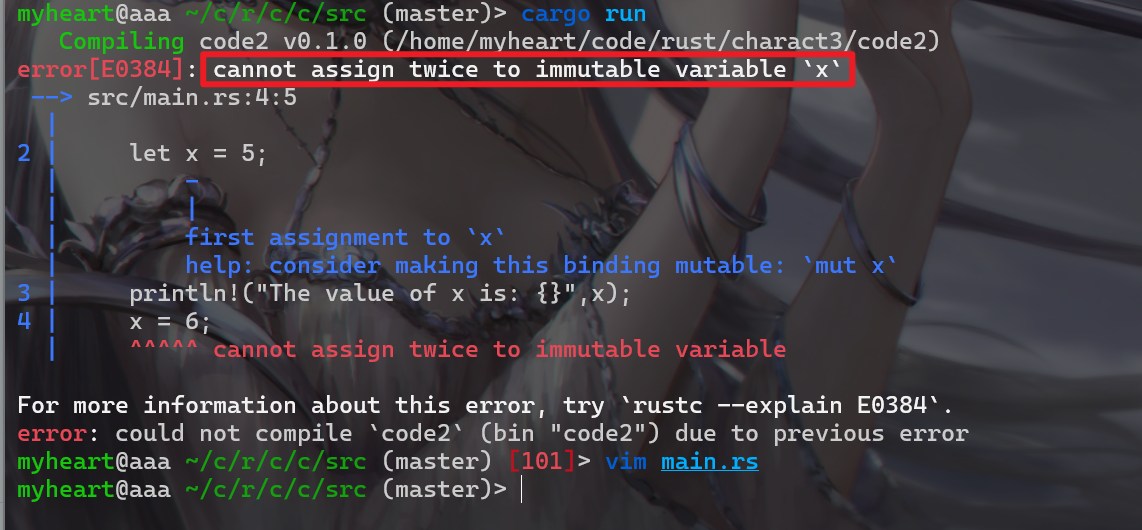 myheart@aaa ~/c/r/c/c/src (master)> cargo run
   Compiling code2 v0.1.0 (/home/myheart/code/rust/charact3/code2)
error[E0384]: cannot assign twice to immutable variable `x`
 --> src/main.rs:4:5
  |
2 |     let x = 5;
  |         -
  |         |
  |         first assignment to `x`
  |         help: consider making this binding mutable: `mut x`
3 |     println!("The value of x is: {}",x);
4 |     x = 6;
  |     ^^^^^ cannot assign twice to immutable variable
For more information about this error, try `rustc --explain E0384`.
error: could not compile `code2` (bin "code2") due to previous error
myheart@aaa ~/c/r/c/c/src (master) [101]> vim main.rs
myheart@aaa ~/c/r/c/c/src (master)>